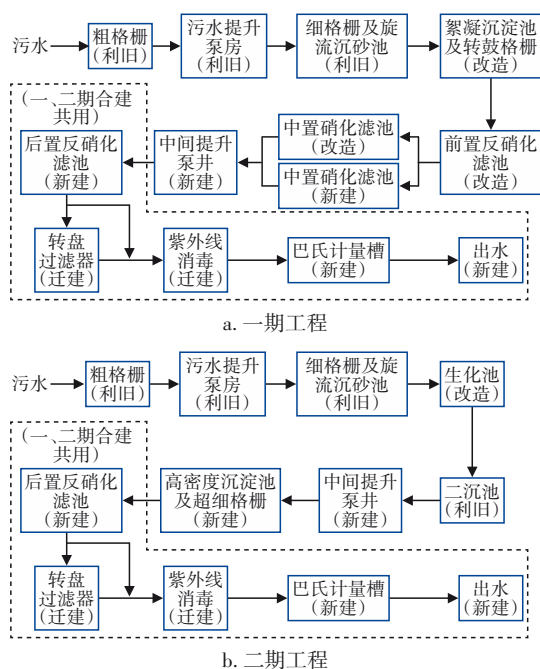 污水
粗格栅
(利旧)
污水提升
泵房
(利旧)
细格栅及旋
流沉砂池
(利旧)
絮凝沉淀池
及转鼓格栅
(改造)
(一、二期合建
共用)
后置反硝化
滤池
(新建)
中间提升
泵井
(新建)
中置硝化滤池
(改造)
中置硝化滤池
(新建)
前置反硝化
滤池
(改造)
转盘
过滤器
(迁建)
紫外线
消毒
(迁建)
巴氏计量槽
(新建)
出水
(新建)
a. 一期工程
污水
粗格栅
(利旧)
污水提升
泵房
(利旧)
细格栅及旋
流沉砂池
(利旧)
生化池
(改造)
(一、二期合建
共用)
后置反硝化
滤池
(新建)
高密度沉淀池
及超细格栅
(新建)
中间提升
泵井
(新建)
二沉池
(利旧)
转盘
过滤器
(迁建)
紫外线
消毒
(迁建)
巴氏计量槽
(新建)
出水
(新建)
b. 二期工程